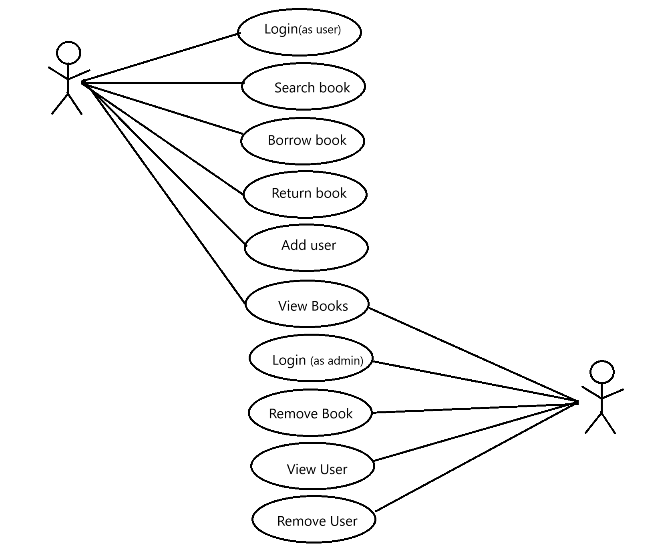 Login(as user)
Search book
Borrow book
Return book
Add user
View Books
Login (as admin)
Remove Book
View User
Remove User